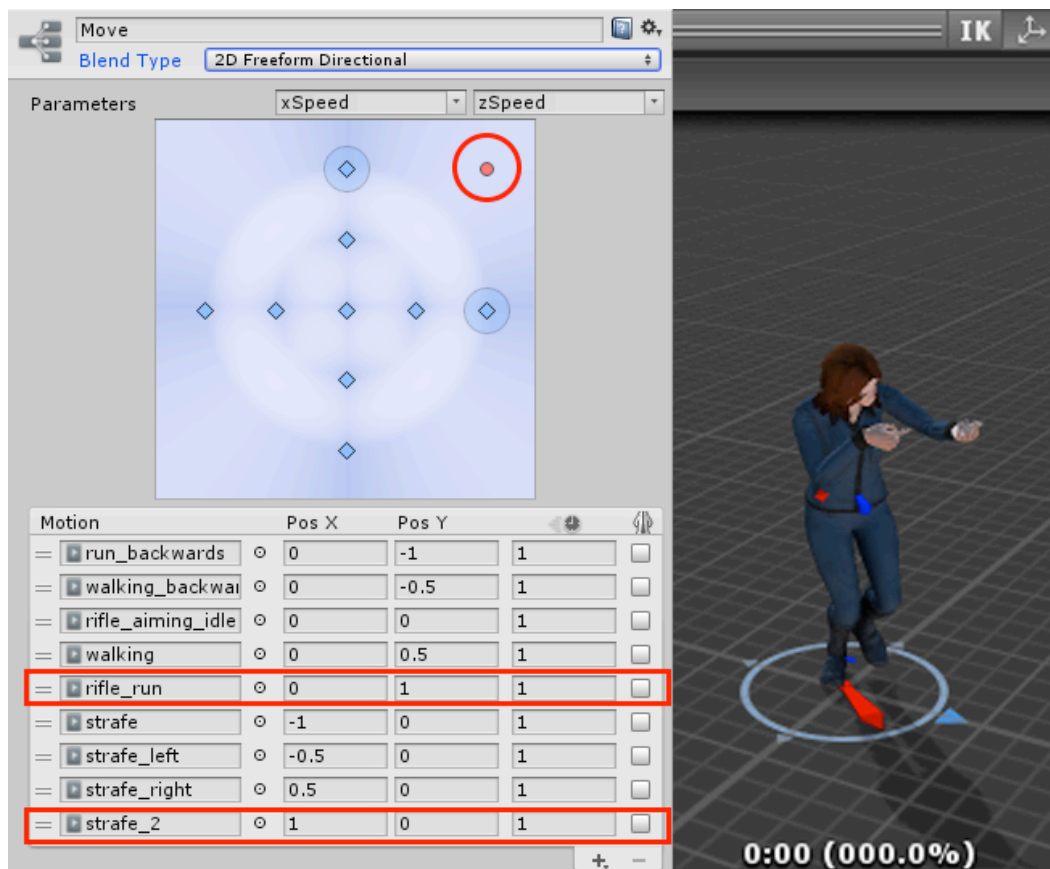 Move
Blend Type 2D Freeform Directional
IK
Parameters xSpeed zSpeed
Motion Pos X Pos Y
run_backwards 0 -1 1
walking_backwar 0 -0.5 1
rifle_aiming_idle 0 0 1
walking 0 0.5 1
rifle_run 0 1 1
strafe -1 0 1
strafe_left -0.5 0 1
strafe_right 0.5 0 1
strafe_2 1 0 1
0:00 (000.0%)